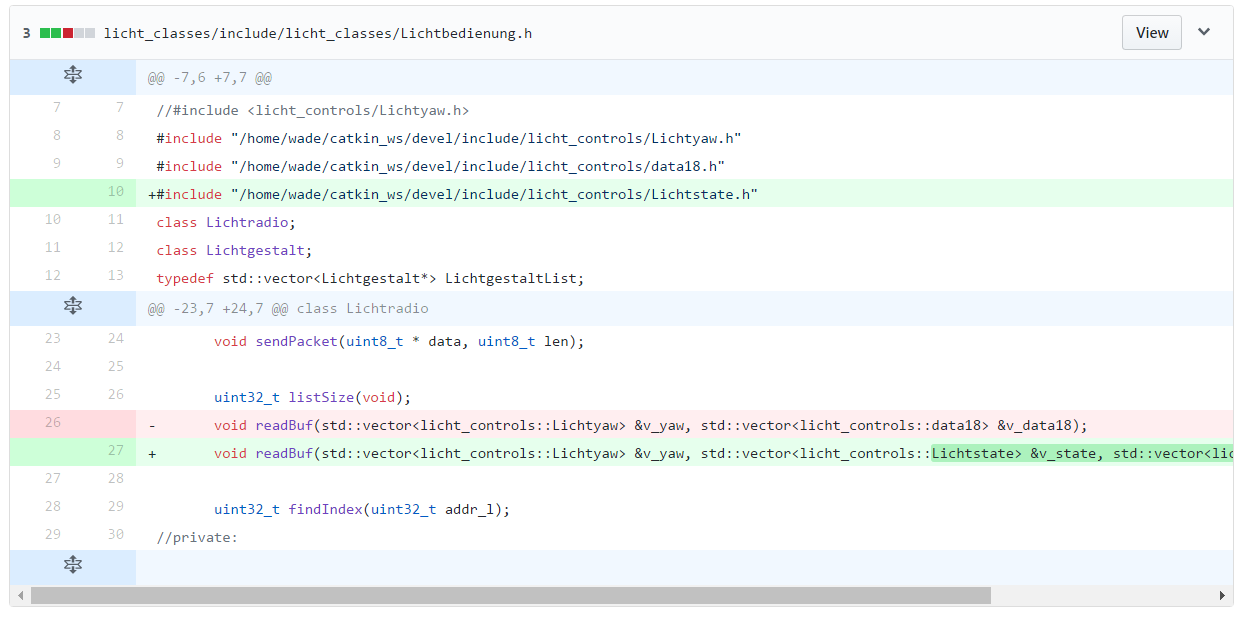 3 licht_classes/include/licht_classes/Lichtbedienung.h View
@@ -7,6 +7,7 @@
7 7 //#include <licht_controls/Lichtyaw.h>
8 8 #include "/home/wade/catkin_ws/devel/include/licht_controls/Lichtyaw.h"
9 9 #include "/home/wade/catkin_ws/devel/include/licht_controls/data18.h"
10 +#include "/home/wade/catkin_ws/devel/include/licht_controls/Lichtstate.h"
10 11 class Lichtradio;
11 12 class Lichtgestalt;
12 13 typedef std::vector<Lichtgestalt*> LichtgestaltList;
@@ -23,7 +24,7 @@ class Lichtradio
23 24 void sendPacket(uint8_t * data, uint8_t len);
24 25
25 26 uint32_t listSize(void);
26 - void readBuf(std::vector<licht_controls::Lichtyaw> &v_yaw, std::vector<licht_controls::data18> &v_data18);
27 + void readBuf(std::vector<licht_controls::Lichtyaw> &v_yaw, std::vector<licht_controls::Lichtstate> &v_state, std::vector<lic
27 28
28 29 uint32_t findIndex(uint32_t addr_l);
29 30 //private: